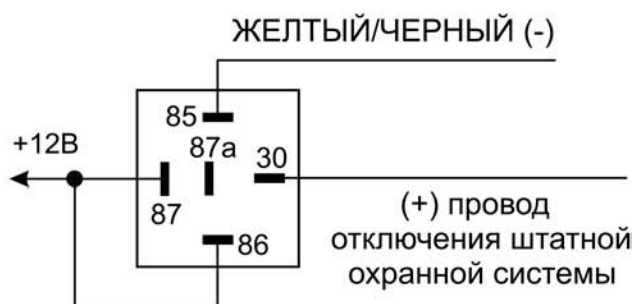 ЖЕЛТЫЙ/ЧЕРНЫЙ (-)
85
+12В
87a
30
87
86
(+) провод
отключения штатной
охранной системы